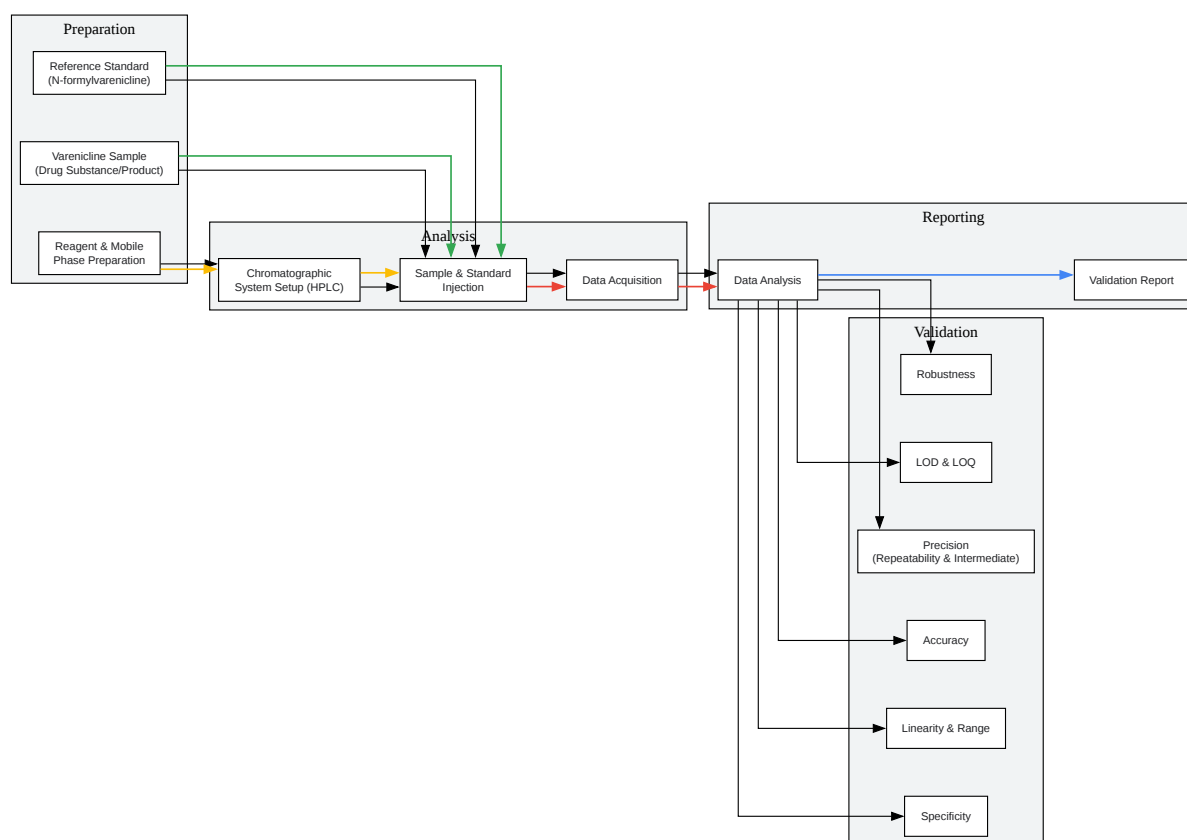 Preparation
Reference Standard
(N-formylvarenicline)
Varenicline Sample
(Drug Substance/Product)
Reagent & Mobile
Phase Preparation
Analysis
Chromatographic
System Setup (HPLC)
Sample & Standard
Injection
Data Acquisition
Reporting
Data Analysis
Validation Report
Validation
Robustness
LOD & LOQ
Precision
(Repeatability & Intermediate)
Accuracy
Linearity & Range
Specificity